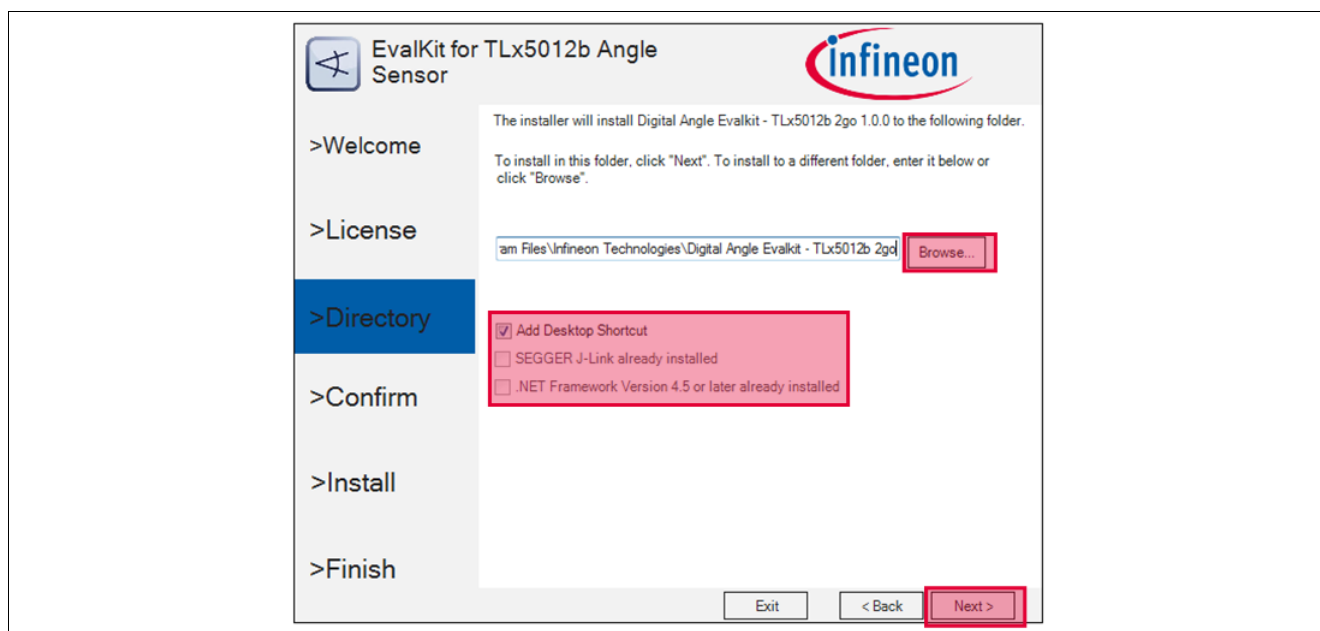 EvalKit for TLx5012b Angle
Sensor
infineon
>Welcome
>License
>Directory
>Confirm
>Install
>Finish
The installer will install Digital Angle Evalkit - TLx5012b 2go 1.0.0 to the following folder.
To install in this folder, click "Next". To install to a different folder, enter it below or
click "Browse".
am Files\Infineon Technologies\Digital Angle Evalkit - TLx5012b 2go
Browse...
Add Desktop Shortcut
SEGGER J-Link already installed
.NET Framework Version 4.5 or later already installed
Exit
< Back
Next >